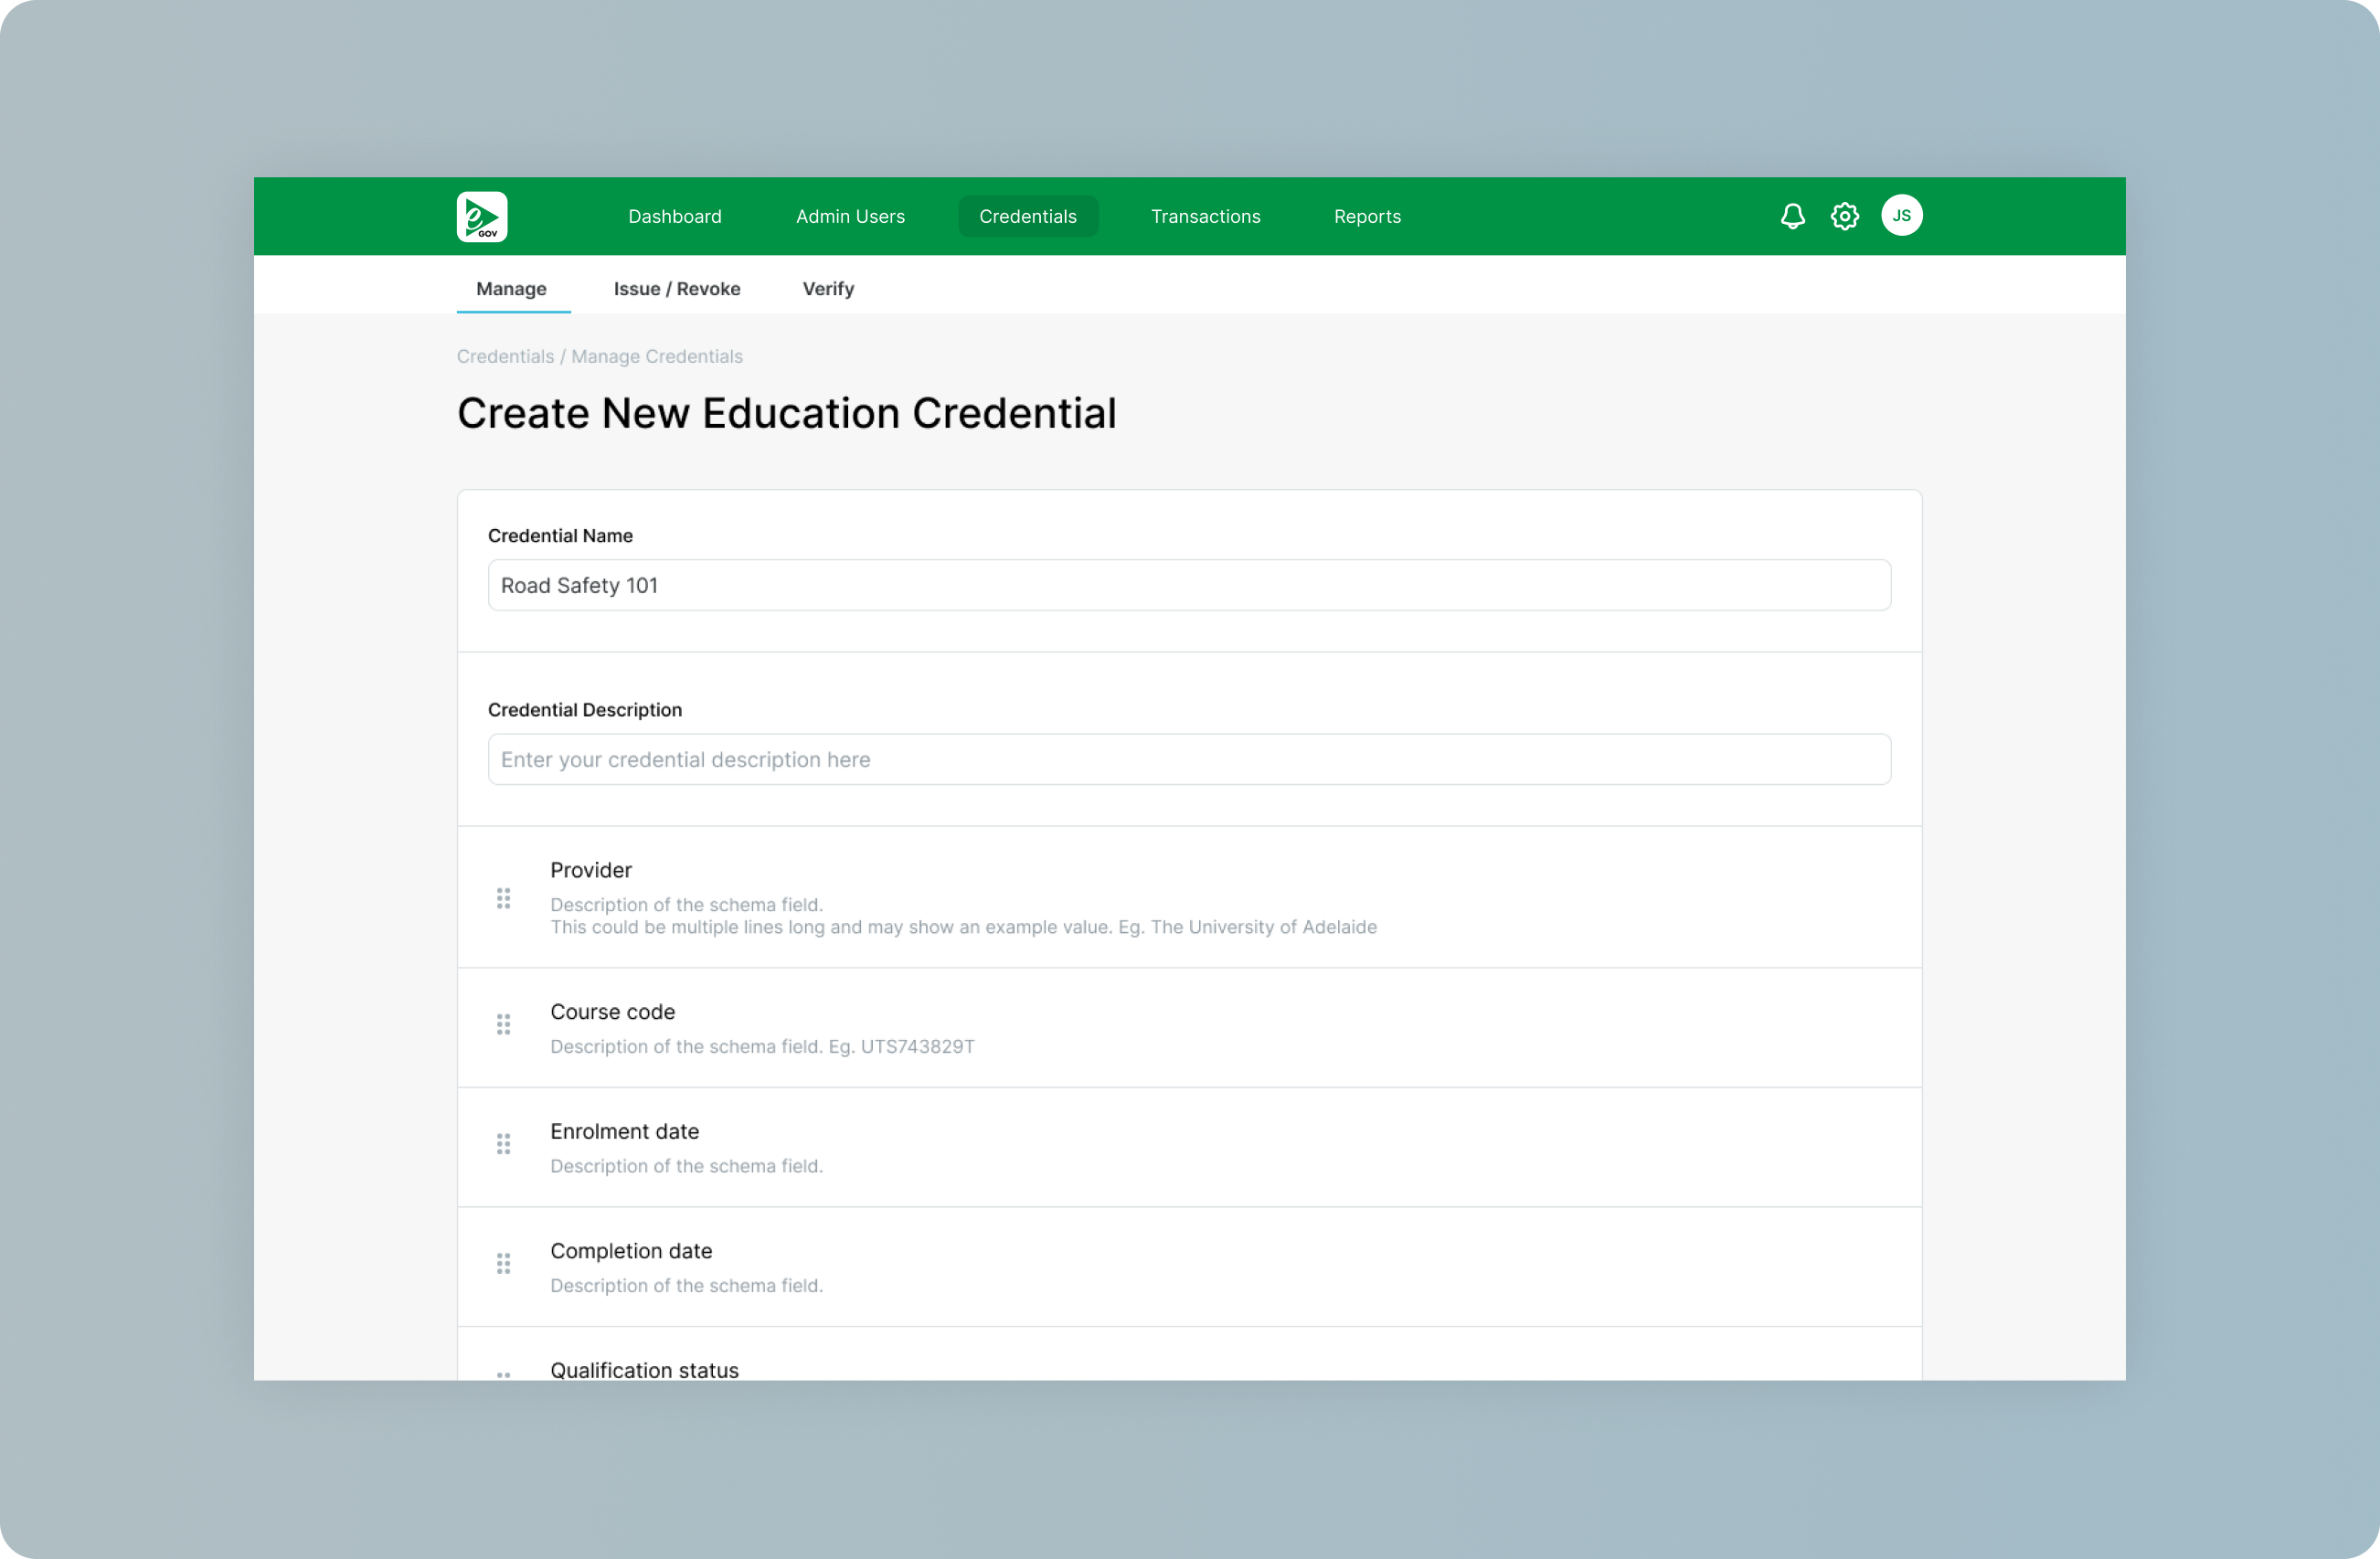 e
GOV
Dashboard
Admin Users
Credentials
Transactions
Reports
JS
Manage
Issue / Revoke
Verify
Credentials / Manage Credentials
Create New Education Credential
Credential Name
Road Safety 101
Credential Description
Enter your credential description here
Provider
Description of the schema field.
This could be multiple lines long and may show an example value. Eg. The University of Adelaide
Course code
Description of the schema field. Eg. UTS743829T
Enrolment date
Description of the schema field.
Completion date
Description of the schema field.
Qualification status